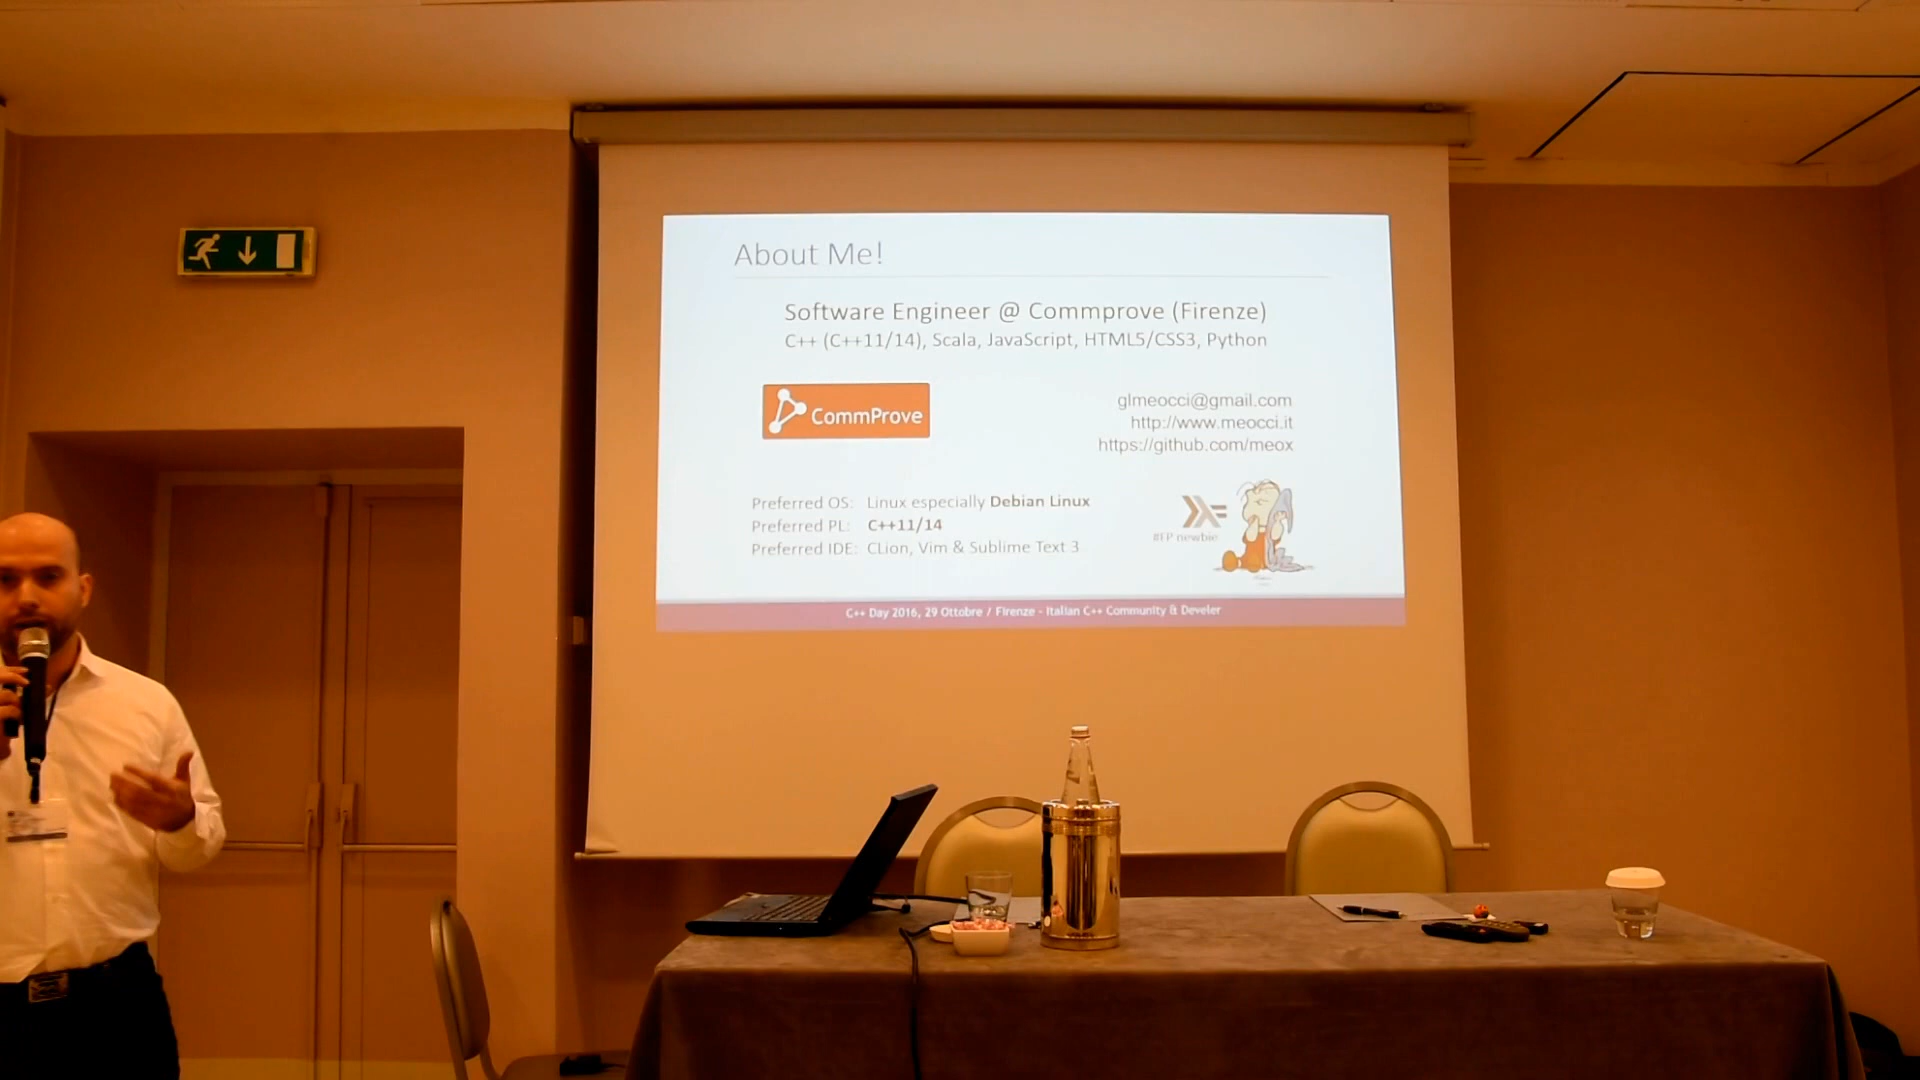 About Me!
Software Engineer @ Commprove (Firenze)
C++ (C++11/14), Scala, JavaScript, HTML5/CSS3, Python
CommProve
glmeocci@gmail.com
http://www.meocci.it
https://github.com/meox
Preferred OS: Linux especially Debian Linux
Preferred PL: C++11/14
Preferred IDE: CLion, Vim & Sublime Text 3
#FP newbie
C++ Day 2016, 29 Ottobre / Firenze - Italian C++ Community & Develer